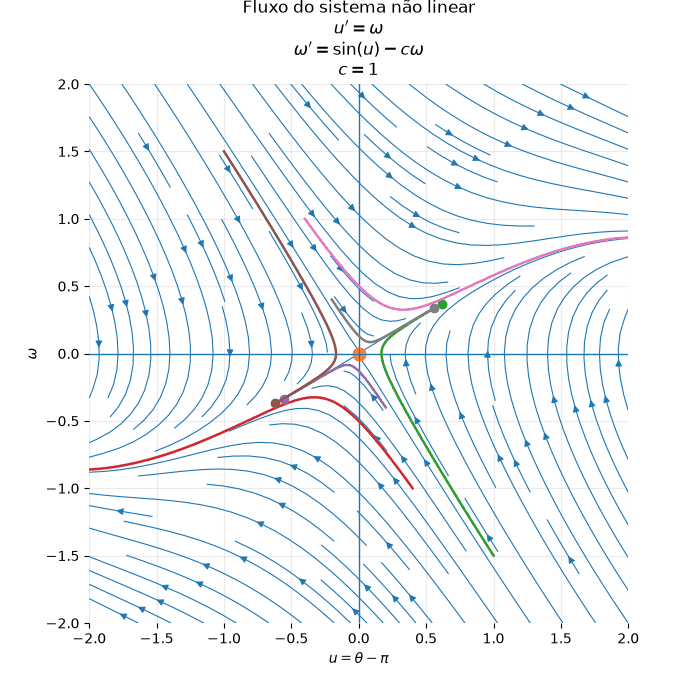 Fluxo do sistema não linear
u′ = ω
ω′ = sin(u) − cω
c = 1
2.0
1.5
1.0
0.5
0.0
−0.5
−1.0
−1.5
−2.0
ω
−2.0 −1.5 −1.0 −0.5 0.0 0.5 1.0 1.5 2.0
u = θ − π